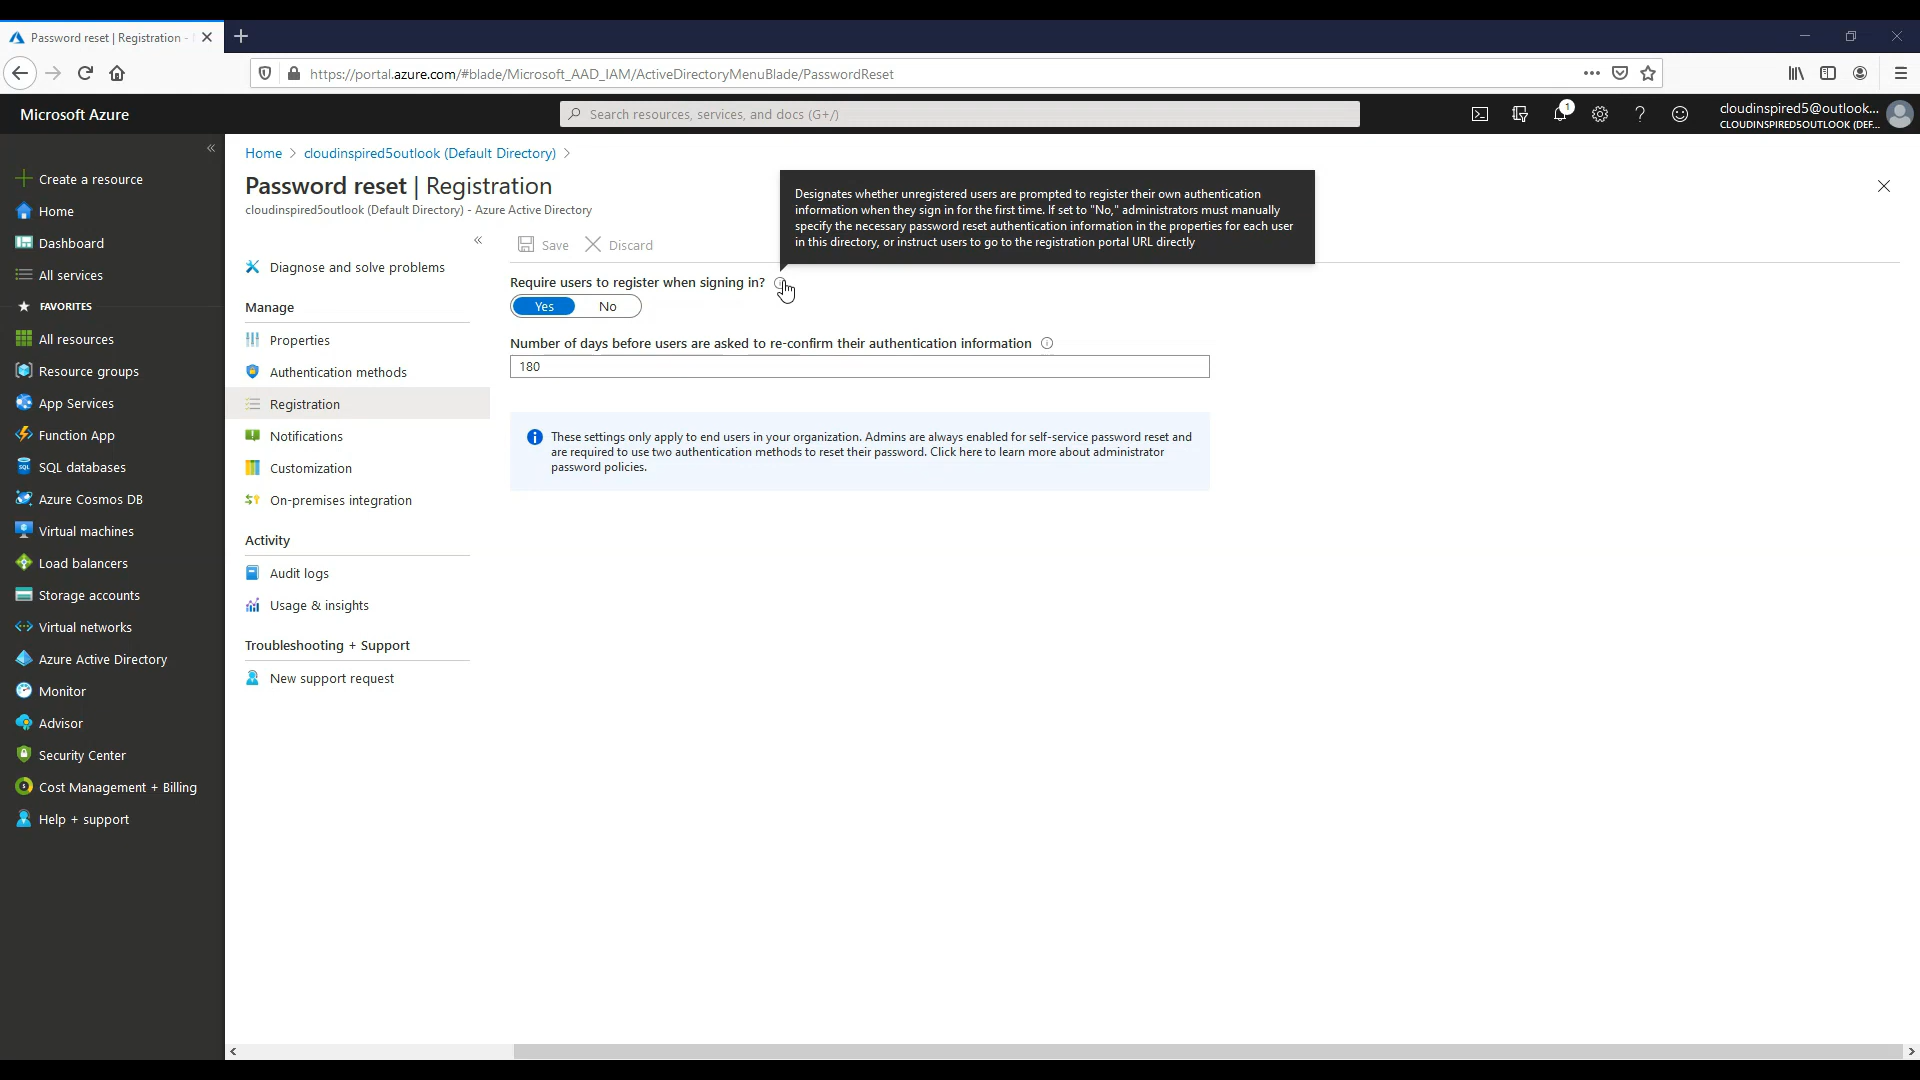 Password reset | Registration -
https://portal.azure.com/#blade/Microsoft_AAD_IAM/ActiveDirectoryMenuBlade/PasswordReset
Microsoft Azure
Search resources, services, and docs (G+/)
1
cloudinspired5@outlook...
CLOUDINSPIRED5OUTLOOK (DEF...
Create a resource
Home
Dashboard
All services
FAVORITES
All resources
Resource groups
App Services
Function App
SQL databases
Azure Cosmos DB
Virtual machines
Load balancers
Storage accounts
Virtual networks
Azure Active Directory
Monitor
Advisor
Security Center
Cost Management + Billing
Help + support
Home > cloudinspired5outlook (Default Directory) >
Password reset | Registration
cloudinspired5outlook (Default Directory) - Azure Active Directory
Diagnose and solve problems
Manage
Properties
Authentication methods
Registration
Notifications
Customization
On-premises integration
Activity
Audit logs
Usage & insights
Troubleshooting + Support
New support request
Save Discard
Designates whether unregistered users are prompted to register their own authentication
information when they sign in for the first time. If set to "No," administrators must manually
specify the necessary password reset authentication information in the properties for each user
in this directory, or instruct users to go to the registration portal URL directly
Require users to register when signing in?
Yes No
Number of days before users are asked to re-confirm their authentication information
180
These settings only apply to end users in your organization. Admins are always enabled for self-service password reset and
are required to use two authentication methods to reset their password. Click here to learn more about administrator
password policies.